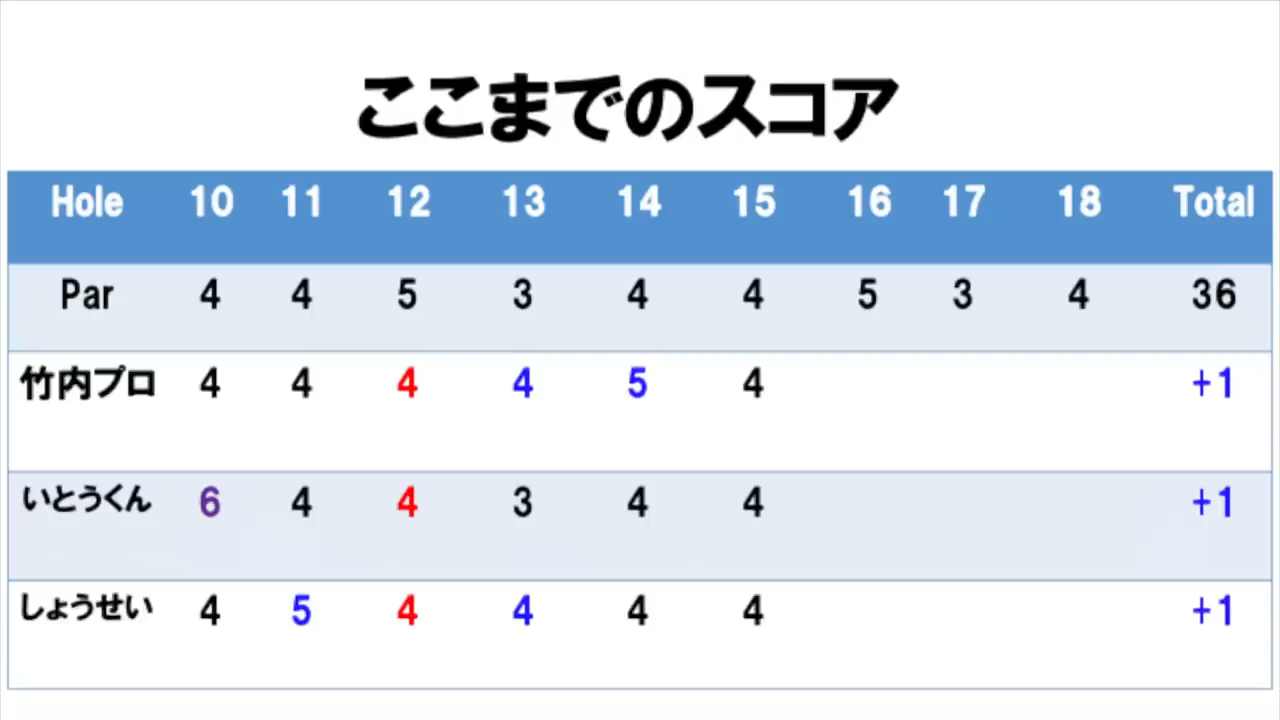 ここまでのスコア
Hole 10 11 12 13 14 15 16 17 18 Total
Par 4 4 5 3 4 4 5 3 4 36
竹内プロ 4 4 4 4 5 4 +1
いとうくん 6 4 4 3 4 4 +1
しょうせい 4 5 4 4 4 4 +1